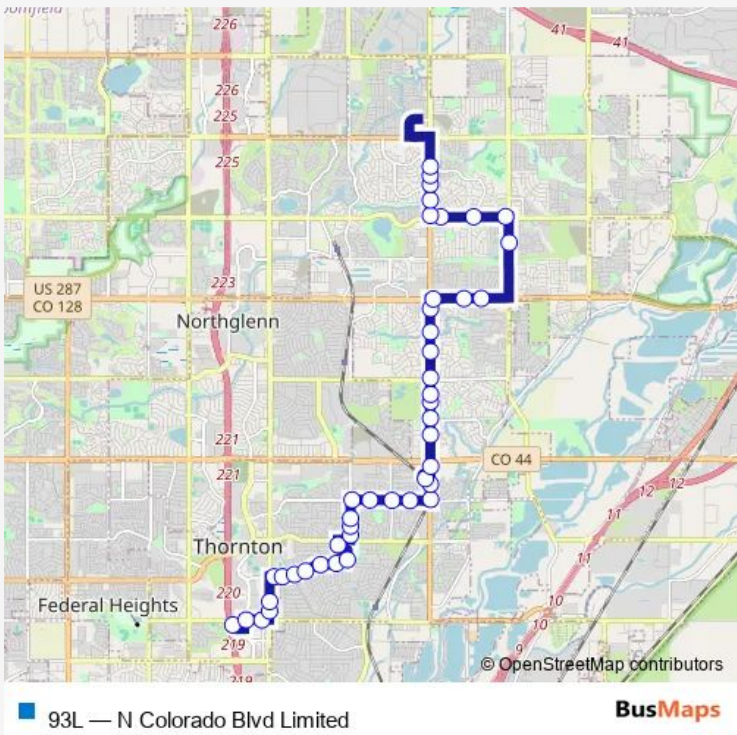 226
41
41
226
225
225
223
US 287
CO 128
Northglenn
221
221
CO 44
12
12
11
Thornton
11
220
Federal Heights
10
10
9
219
© OpenStreetMap contributors
93L — N Colorado Blvd Limited
BusMaps